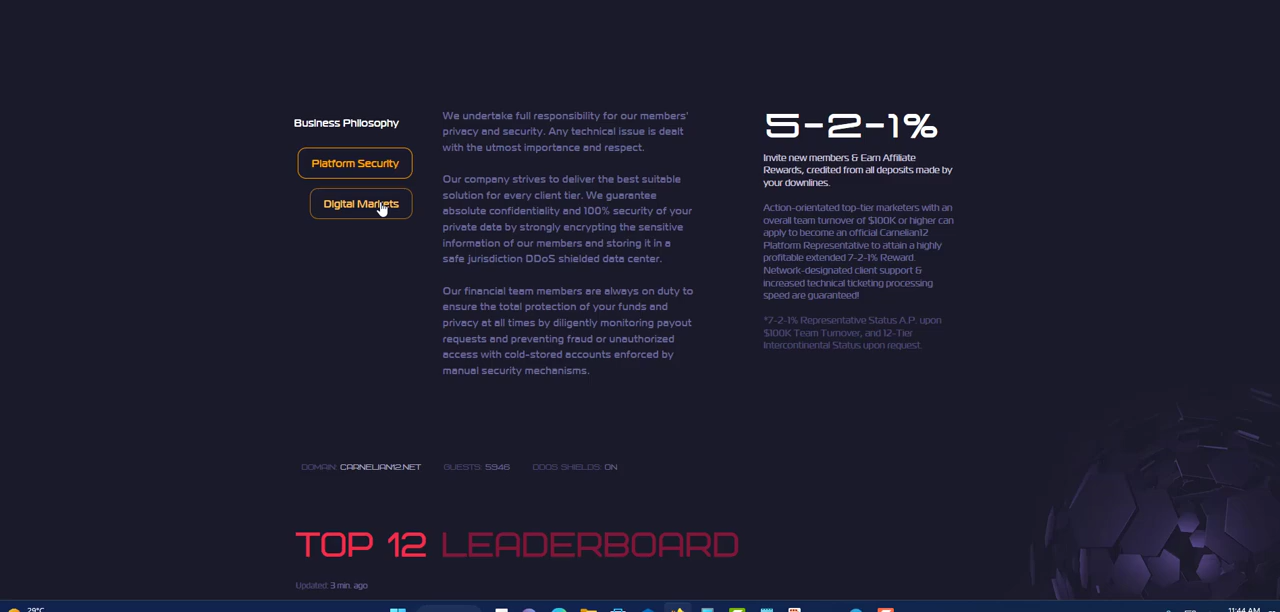 Business Philosophy
Platform Security
Digital Markets
We undertake full responsibility for our members'
privacy and security. Any technical issue is dealt
with the utmost importance and respect.
Our company strives to deliver the best suitable
solution for every client tier. We guarantee
absolute confidentiality and 100% security of your
private data by strongly encrypting the sensitive
information of our members and storing it in a
safe jurisdiction DDoS shielded data center.
Our financial team members are always on duty to
ensure the total protection of your funds and
privacy at all times by diligently monitoring payout
requests and preventing fraud or unauthorized
access with cold-stored accounts enforced by
manual security mechanisms.
5-2-1%
Invite new members & Earn Affiliate
Rewards, credited from all deposits made by
your downlines.
Action-orientated top-tier marketers with an
overall team turnover of $100K or higher can
apply to become an official Carnelian12
Platform Representative to attain a highly
profitable extended 7-2-1% Reward.
Network-designated client support &
increased technical ticketing processing
speed are guaranteed!
*7-2-1% Representative Status A.P. upon
$100K Team Turnover, and 12-Tier
Intercontinental Status upon request.
DOMAIN: CARNELIAN12.NET GUESTS: 5946 DDOS SHIELDS: ON
TOP 12 LEADERBOARD
Updated: 3 min. ago
29°C
11:44 AM